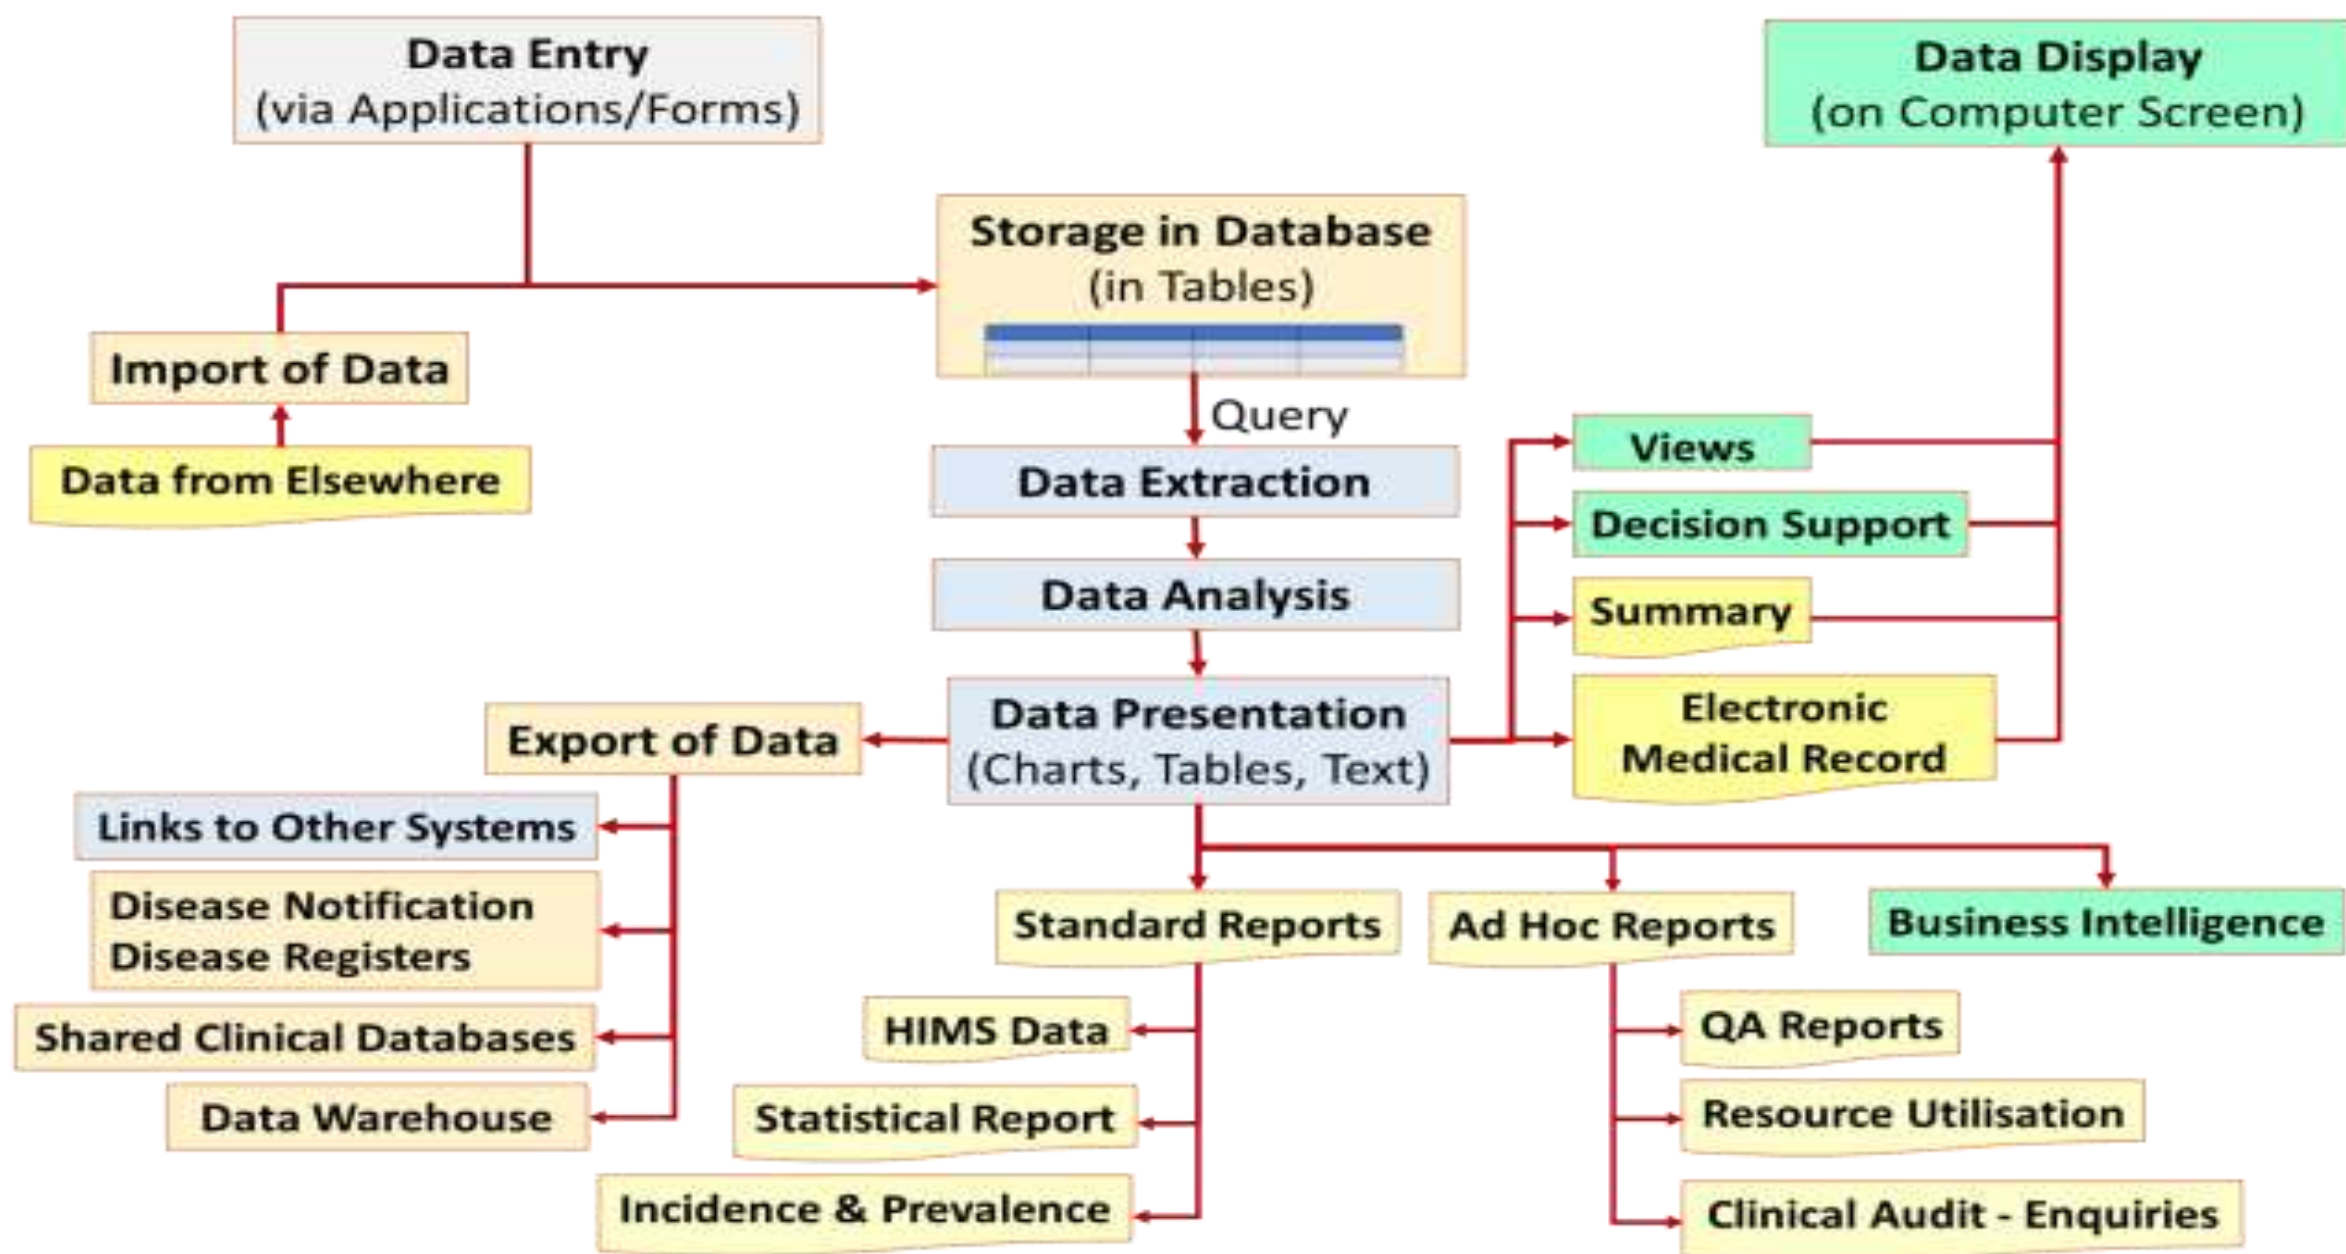 Data Entry
(via Applications/Forms)
Data Display
(on Computer Screen)
Storage in Database
(in Tables)
Import of Data
Query
Data from Elsewhere
Data Extraction
Views
Decision Support
Data Analysis
Summary
Data Presentation
(Charts, Tables, Text)
Export of Data
Electronic
Medical Record
Links to Other Systems
Disease Notification
Disease Registers
Shared Clinical Databases
Data Warehouse
Standard Reports
Ad Hoc Reports
Business Intelligence
HIMS Data
Statistical Report
Incidence & Prevalence
QA Reports
Resource Utilisation
Clinical Audit - Enquiries